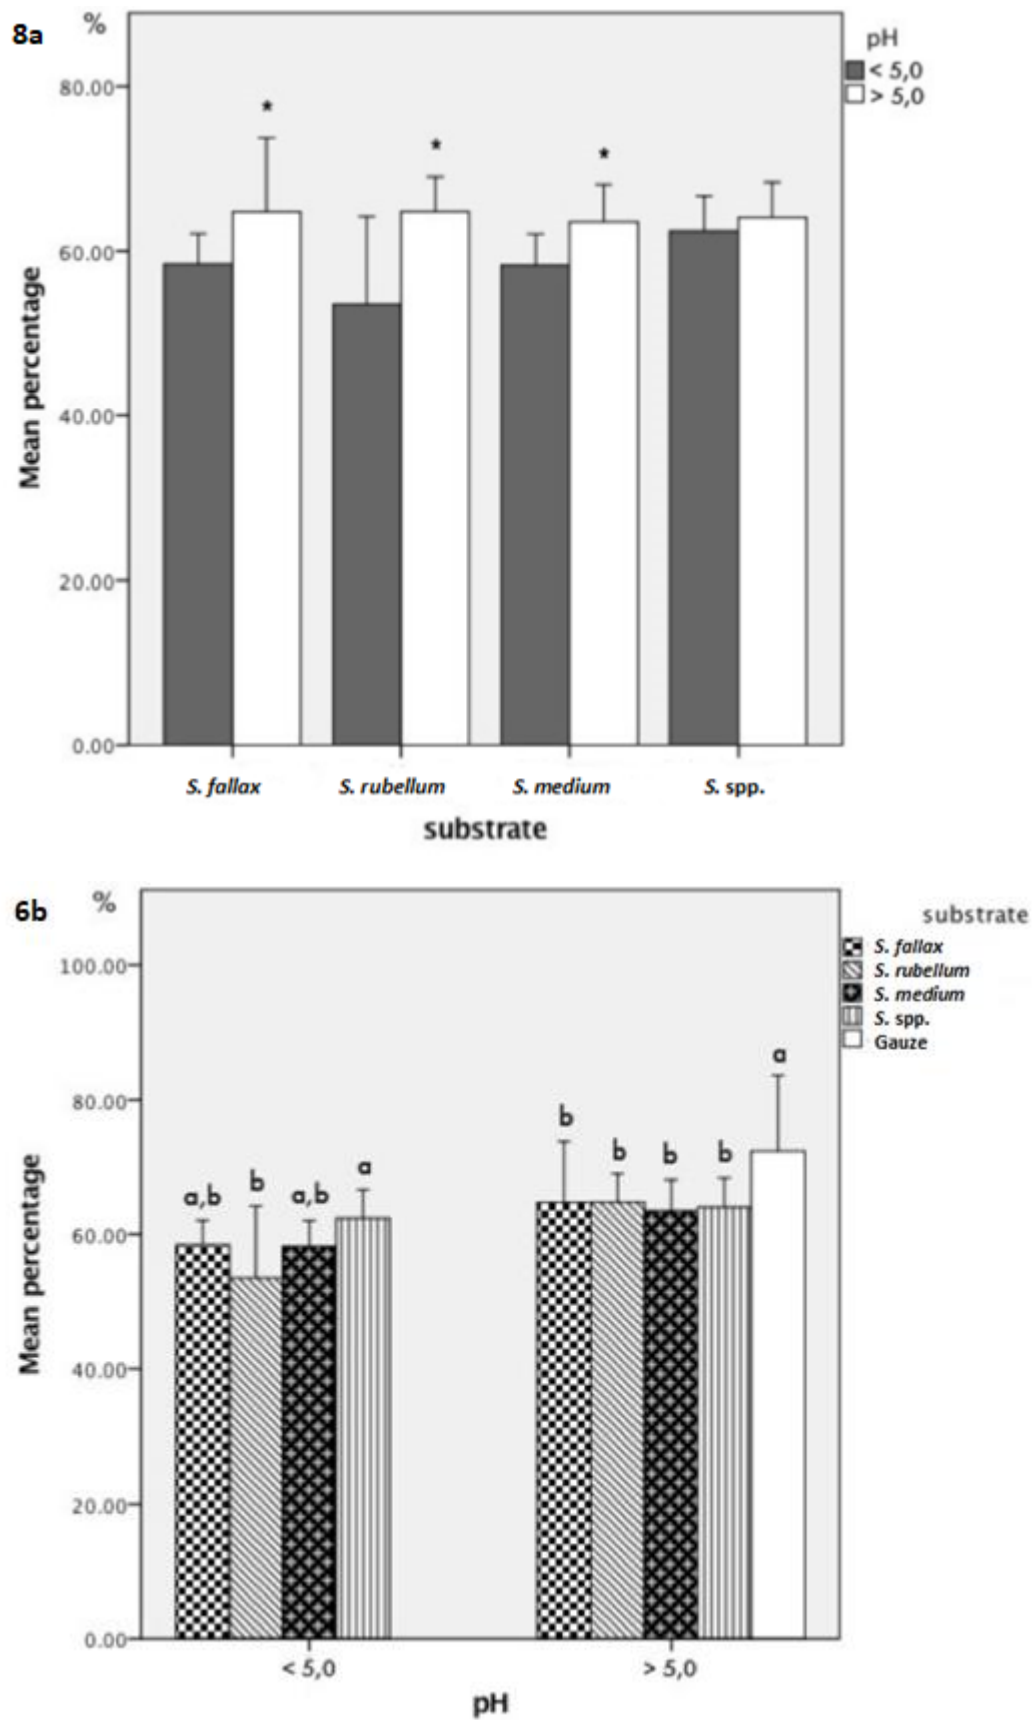 8a
%
pH
< 5,0
> 5,0
80.00
60.00
40.00
20.00
0.00
Mean percentage
*
*
*
S. fallax
S. rubellum
S. medium
S. spp.
substrate
6b
%
substrate
S. fallax
S. rubellum
S. medium
S. spp.
Gauze
100.00
80.00
60.00
40.00
20.00
0.00
Mean percentage
a,b
b
a,b
a
b
b
b
b
a
< 5,0
> 5,0
pH